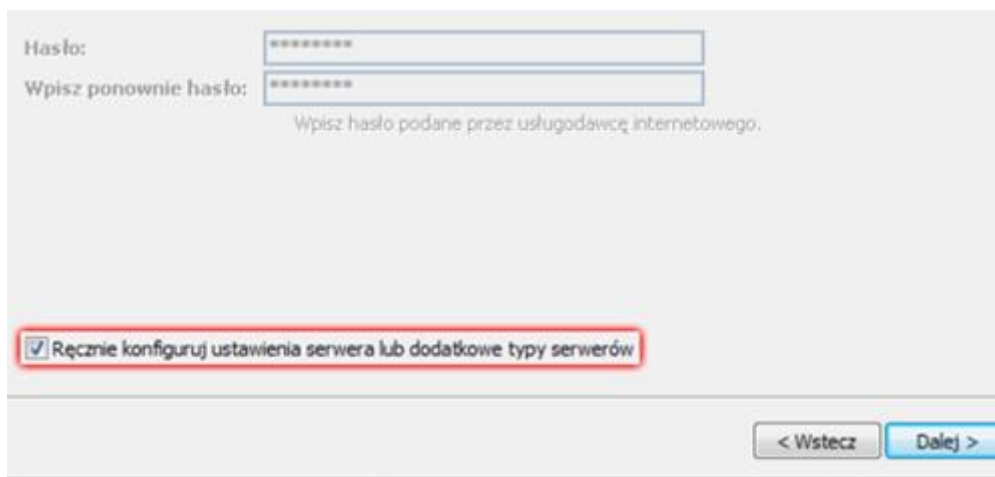 Hasło: ********
Wpisz ponownie hasło: ********
Wpisz hasło podane przez usługodawcę internetowego.
Ręcznie konfiguruj ustawienia serwera lub dodatkowe typy serwerów
< Wstecz Dalej >